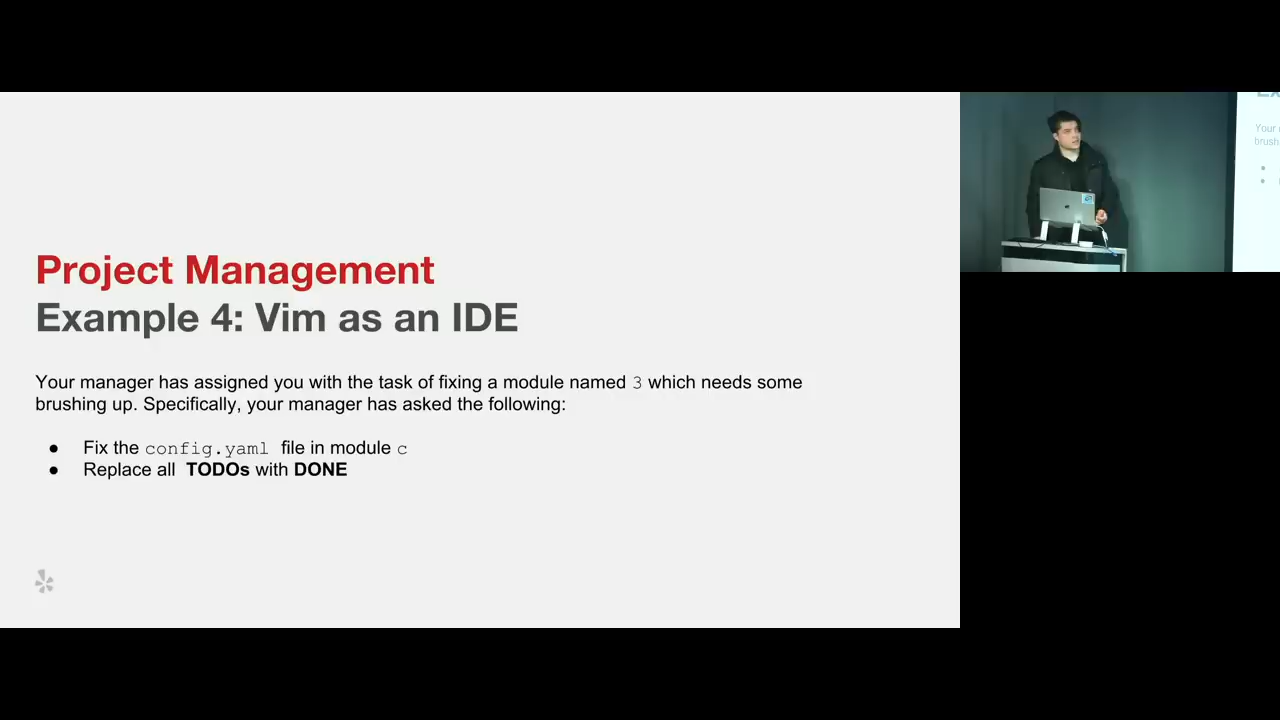 Project Management
Example 4: Vim as an IDE
Your manager has assigned you with the task of fixing a module named 3 which needs some
brushing up. Specifically, your manager has asked the following:
● Fix the config.yaml file in module c
● Replace all TODOs with DONE
Your
brush